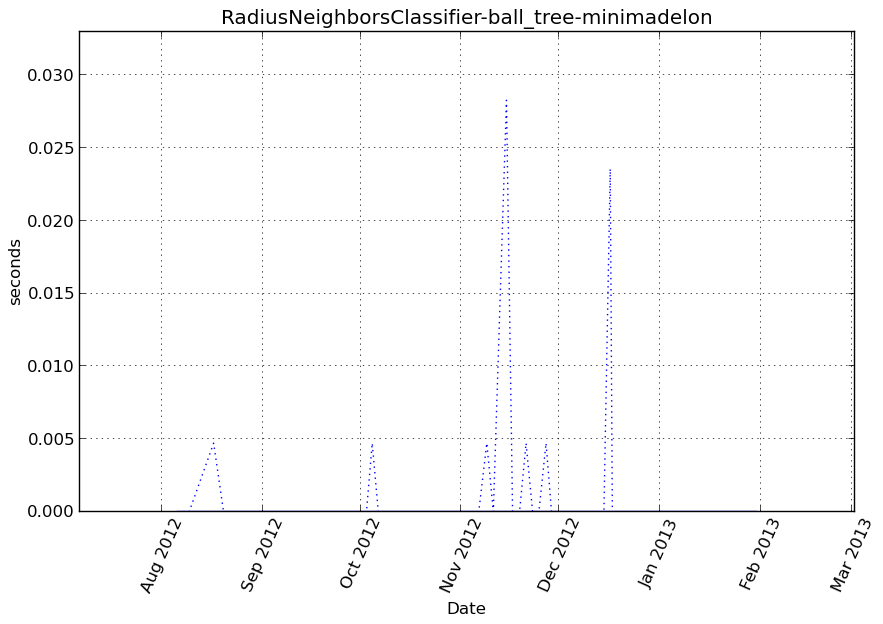 RadiusNeighborsClassifier-ball_tree-minimadelon
0.030
0.025
0.020
0.015
0.010
0.005
0.000
seconds
Aug 2012
Sep 2012
Oct 2012
Nov 2012
Dec 2012
Jan 2013
Feb 2013
Mar 2013
Date